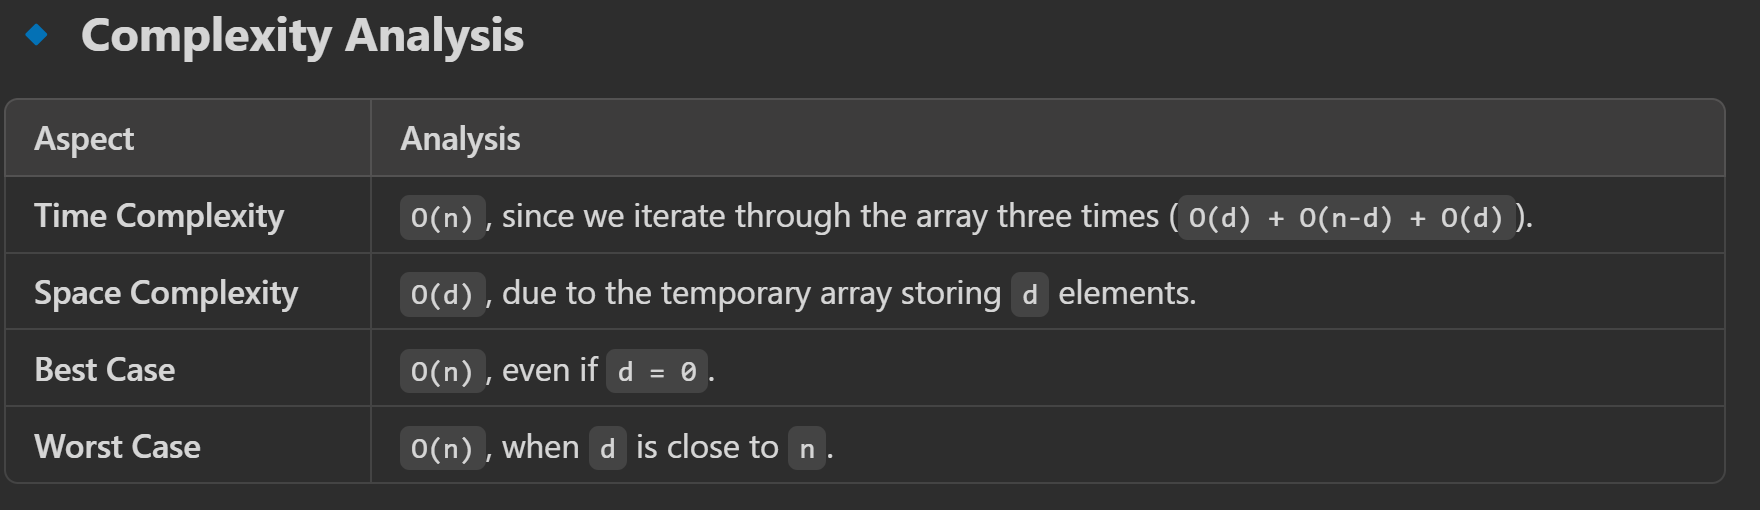 Complexity Analysis
Aspect Analysis
Time Complexity O(n), since we iterate through the array three times (O(d) + O(n-d) + O(d)).
Space Complexity O(d), due to the temporary array storing d elements.
Best Case O(n), even if d = 0.
Worst Case O(n), when d is close to n.